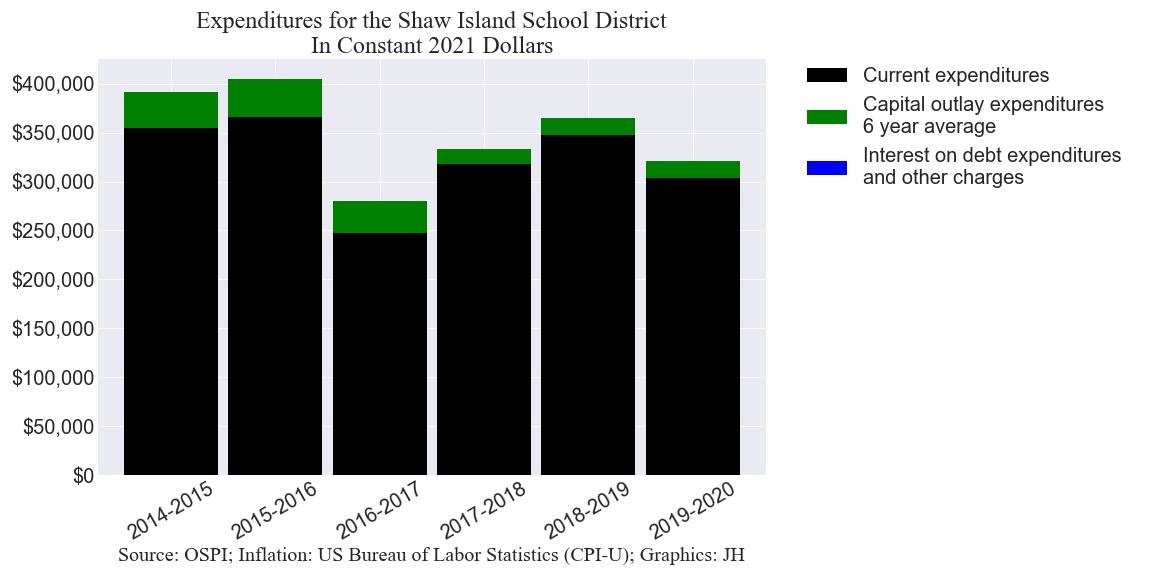 Expenditures for the Shaw Island School District
In Constant 2021 Dollars
$400,000
$350,000
$300,000
$250,000
$200,000
$150,000
$100,000
$50,000
$0
2014-2015
2015-2016
2016-2017
2017-2018
2018-2019
2019-2020
Source: OSPI; Inflation: US Bureau of Labor Statistics (CPI-U); Graphics: JH
Current expenditures
Capital outlay expenditures
6 year average
Interest on debt expenditures
and other charges